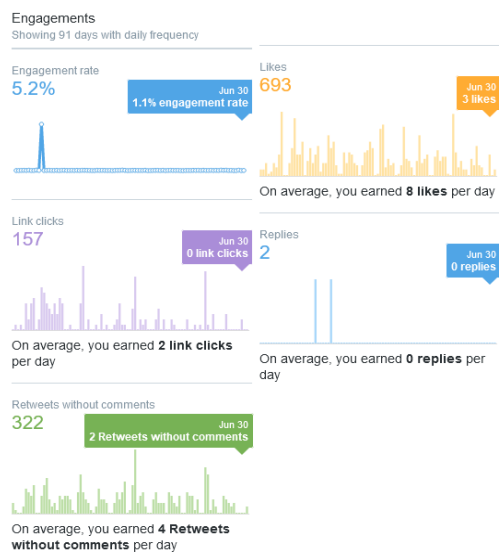 Engagements
Showing 91 days with daily frequency
Engagement rate
5.2%
Jun 30
1.1% engagement rate
Link clicks
157
Jun 30
0 link clicks
On average, you earned 2 link clicks
per day
Retweets without comments
322
Jun 30
2 Retweets without comments
On average, you earned 4 Retweets
without comments per day
Likes
693
Jun 30
3 likes
On average, you earned 8 likes per day
Replies
2
Jun 30
0 replies
On average, you earned 0 replies per
day